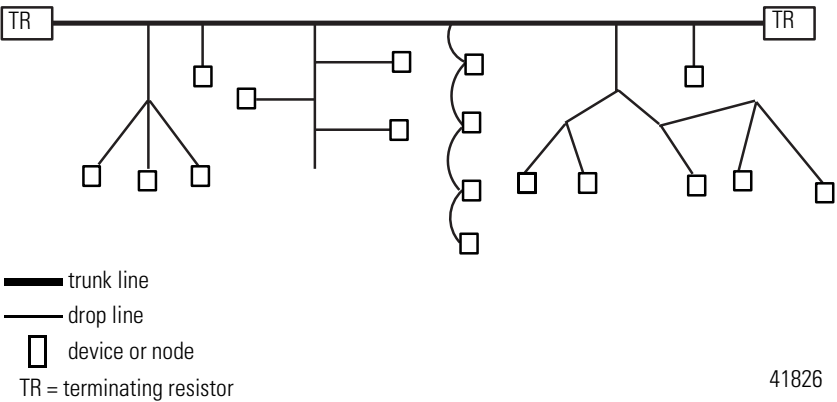 TR
TR
trunk line
drop line
device or node
TR = terminating resistor
41826